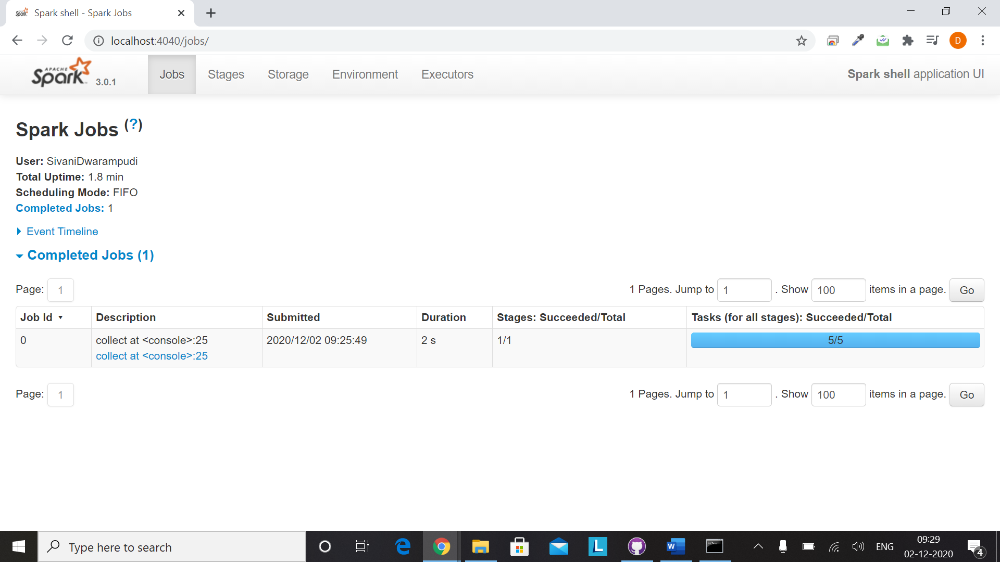 Spark shell - Spark Jobs
localhost:4040/jobs/
D
APACHE
Spark 3.0.1
Jobs Stages Storage Environment Executors
Spark shell application UI
Spark Jobs (?)
User: SivaniDwarampudi
Total Uptime: 1.8 min
Scheduling Mode: FIFO
Completed Jobs: 1
Event Timeline
Completed Jobs (1)
Page: 1
1 Pages. Jump to 1 . Show 100 items in a page. Go
Job Id Description Submitted Duration Stages: Succeeded/Total Tasks (for all stages): Succeeded/Total
0 collect at <console>:25 2020/12/02 09:25:49 2 s 1/1 5/5
collect at <console>:25
Page: 1
1 Pages. Jump to 1 . Show 100 items in a page. Go
Type here to search
L
W
ENG
09:29
02-12-2020
4